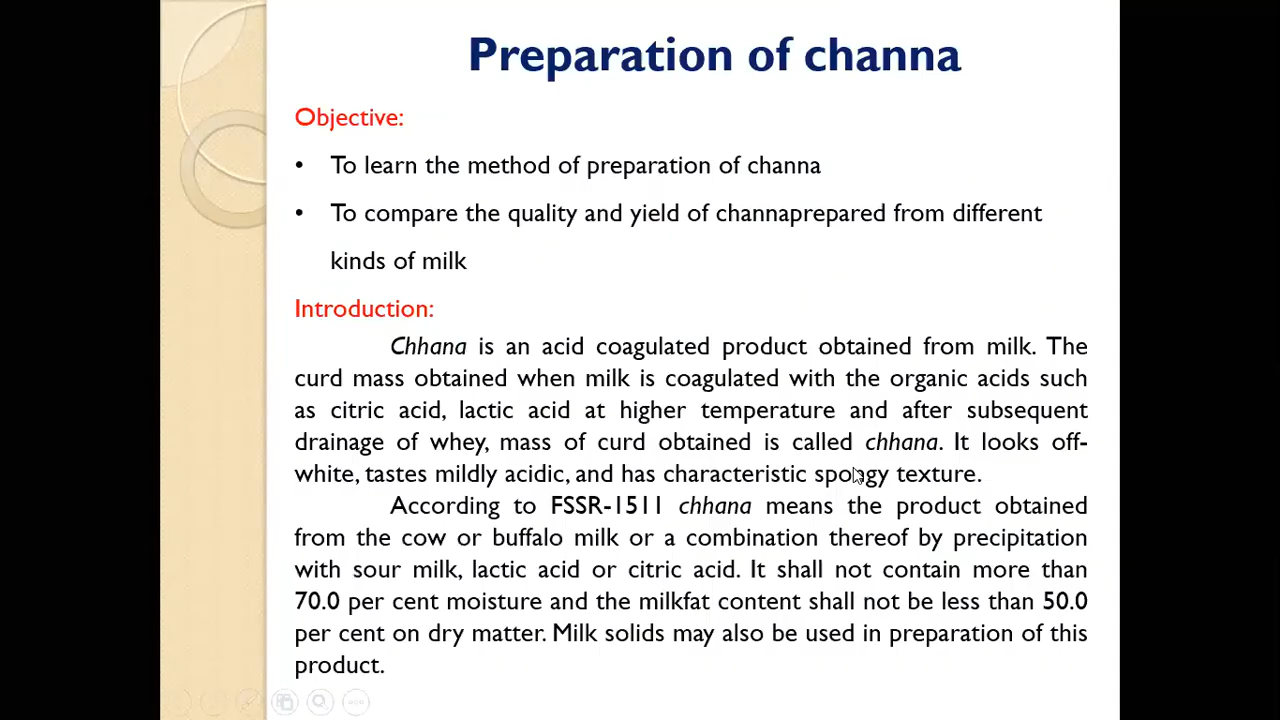 Preparation of channa
Objective:
• To learn the method of preparation of channa
• To compare the quality and yield of channaprepared from different
kinds of milk
Introduction:
Chhana is an acid coagulated product obtained from milk. The
curd mass obtained when milk is coagulated with the organic acids such
as citric acid, lactic acid at higher temperature and after subsequent
drainage of whey, mass of curd obtained is called chhana. It looks off-
white, tastes mildly acidic, and has characteristic spongy texture.
According to FSSR-1511 chhana means the product obtained
from the cow or buffalo milk or a combination thereof by precipitation
with sour milk, lactic acid or citric acid. It shall not contain more than
70.0 per cent moisture and the milkfat content shall not be less than 50.0
per cent on dry matter. Milk solids may also be used in preparation of this
product.